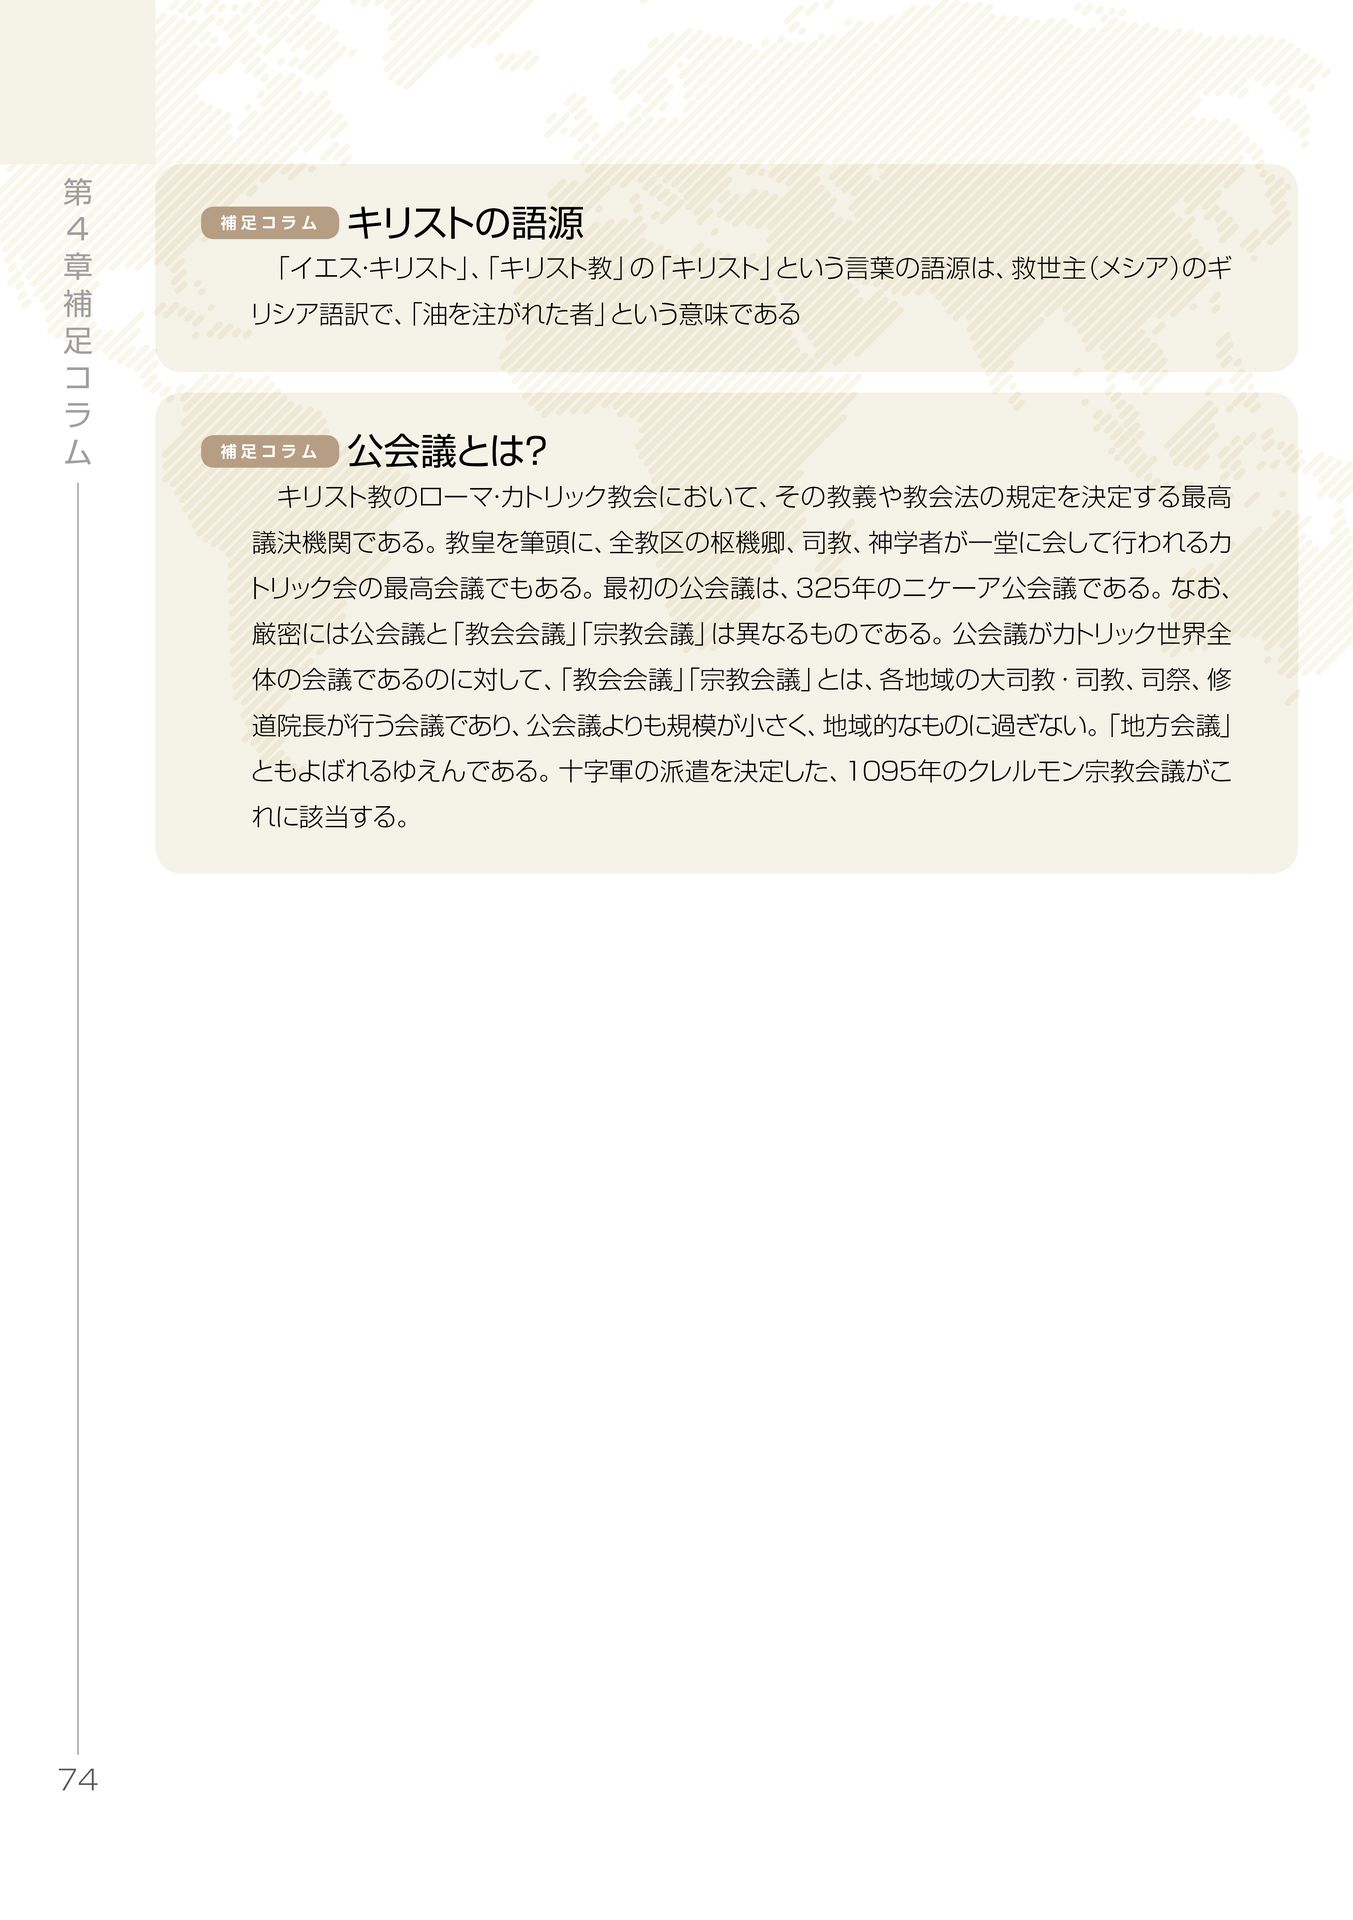 第4章補足コラム
補足コラム キリストの語源
「イエス・キリスト」、「キリスト教」の「キリスト」という言葉の語源は、救世主(メシア)のギ
リシア語訳で、「油を注がれた者」という意味である
補足コラム 公会議とは?
キリスト教のローマ・カトリック教会において、その教義や教会法の規定を決定する最高
議決機関である。教皇を筆頭に、全教区の枢機卿、司教、神学者が一堂に会して行われるカ
トリック会の最高会議でもある。最初の公会議は、325年のニケーア公会議である。なお、
厳密には公会議と「教会会議」「宗教会議」は異なるものである。公会議がカトリック世界全
体の会議であるのに対して、「教会会議」「宗教会議」とは、各地域の大司教・司教、司祭、修
道院長が行う会議であり、公会議よりも規模が小さく、地域的なものに過ぎない。「地方会議」
ともよばれるゆえんである。十字軍の派遣を決定した、1095年のクレルモン宗教会議がこ
れに該当する。
74